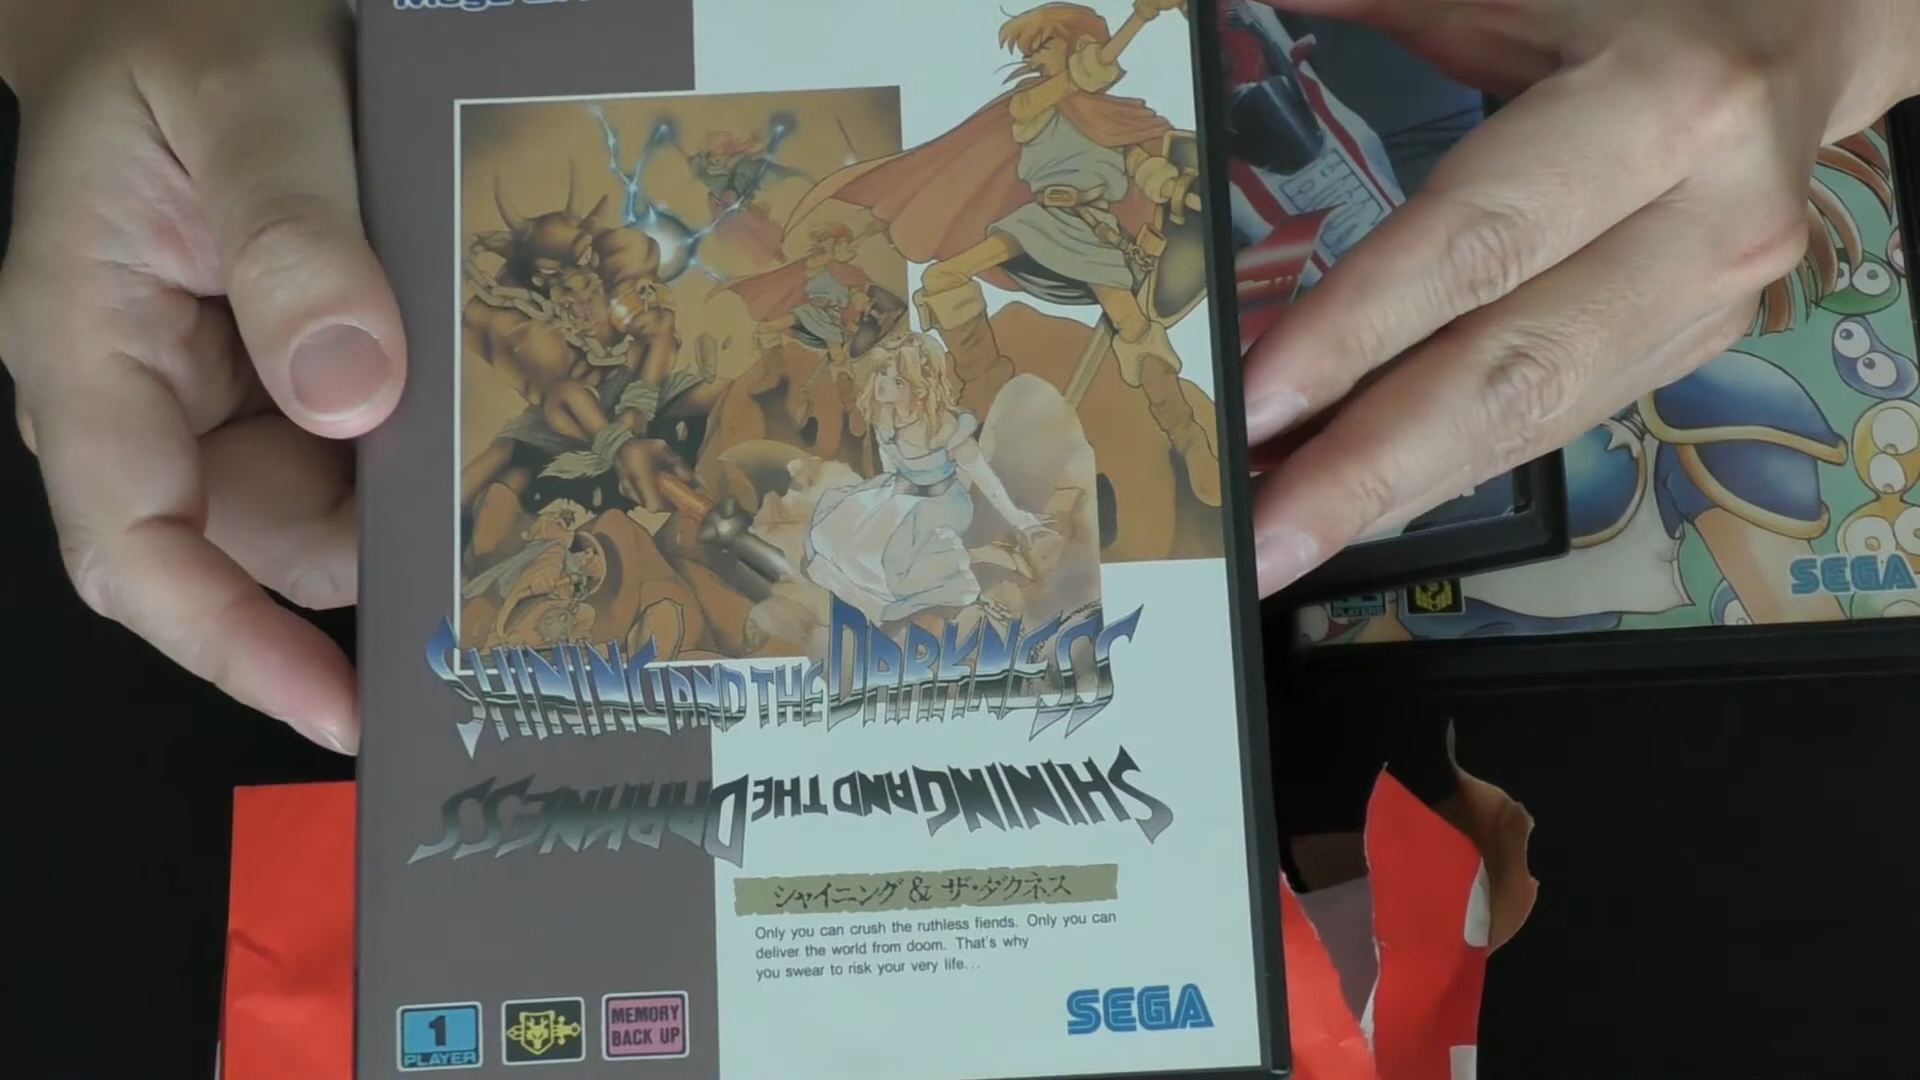 SHINING AND THE DARKNESS
SHINING AND THE DARKNESS
シャイニング & ザ・ダクネス
Only you can crush the ruthless fiends. Only you can
deliver the world from doom. That's why
you swear to risk your very life...
SEGA
1
PLAYER
MEMORY
BACK UP
SEGA
PLAYERS